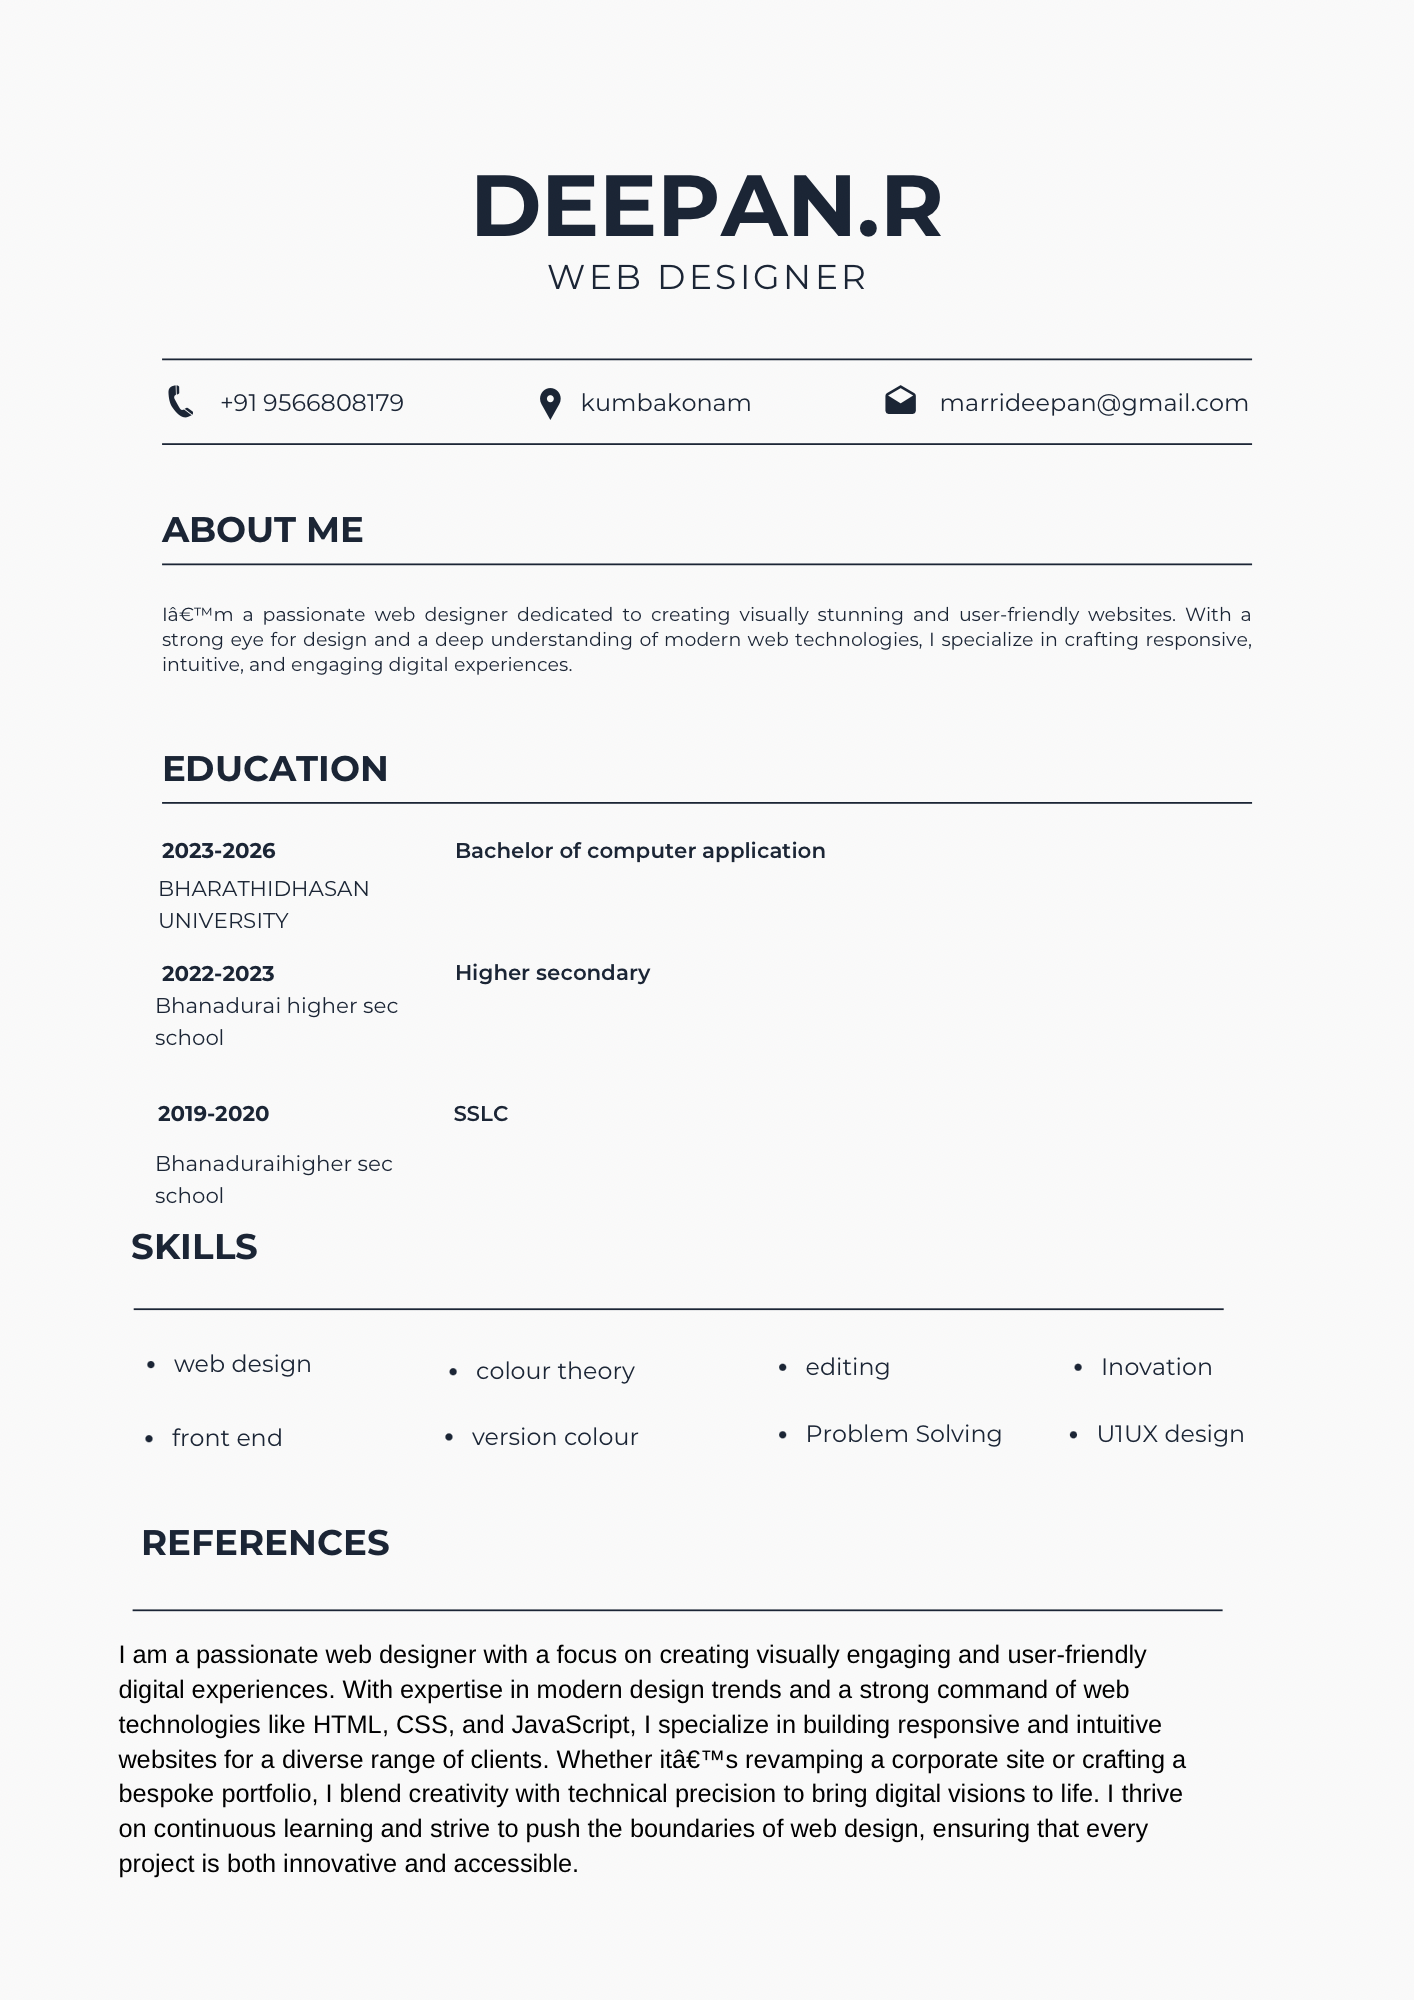 DEEPAN.R
WEB DESIGNER
+91 9566808179 kumbakonam marrideepan@gmail.com
ABOUT ME
Iâ€™m a passionate web designer dedicated to creating visually stunning and user-friendly websites. With a
strong eye for design and a deep understanding of modern web technologies, I specialize in crafting responsive,
intuitive, and engaging digital experiences.
EDUCATION
2023-2026 Bachelor of computer application
BHARATHIDHASAN
UNIVERSITY
2022-2023 Higher secondary
Bhanadurai higher sec
school
2019-2020 SSLC
Bhanaduraihigher sec
school
SKILLS
• web design • colour theory • editing • Inovation
• front end • version colour • Problem Solving • U1UX design
REFERENCES
I am a passionate web designer with a focus on creating visually engaging and user-friendly
digital experiences. With expertise in modern design trends and a strong command of web
technologies like HTML, CSS, and JavaScript, I specialize in building responsive and intuitive
websites for a diverse range of clients. Whether itâ€™s revamping a corporate site or crafting a
bespoke portfolio, I blend creativity with technical precision to bring digital visions to life. I thrive
on continuous learning and strive to push the boundaries of web design, ensuring that every
project is both innovative and accessible.